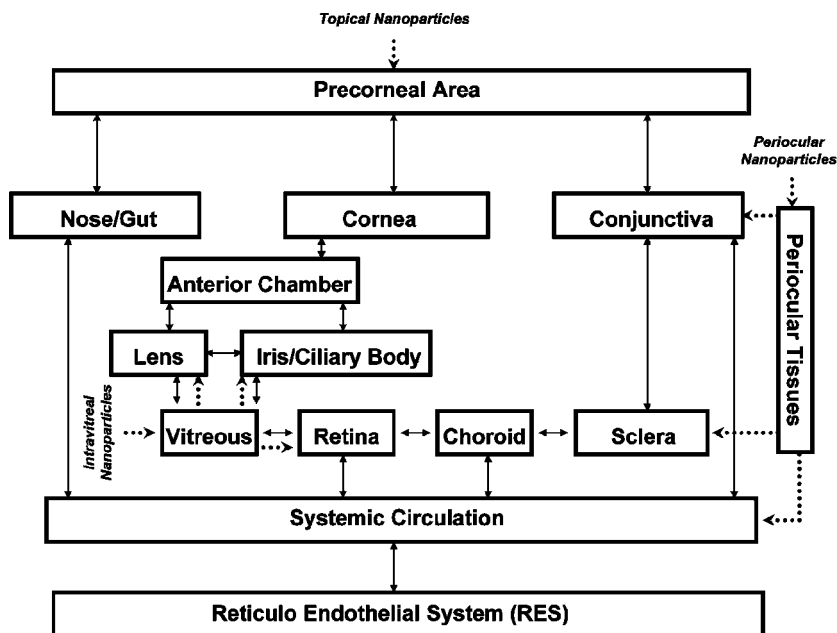 Topical Nanoparticles
Precorneal Area
Periocular
Nanoparticles
Nose/Gut
Cornea
Conjunctiva
Periocular Tissues
Anterior Chamber
Lens
Iris/Ciliary Body
Intravitreal
Nanoparticles
Vitreous
Retina
Choroid
Sclera
Systemic Circulation
Reticulo Endothelial System (RES)